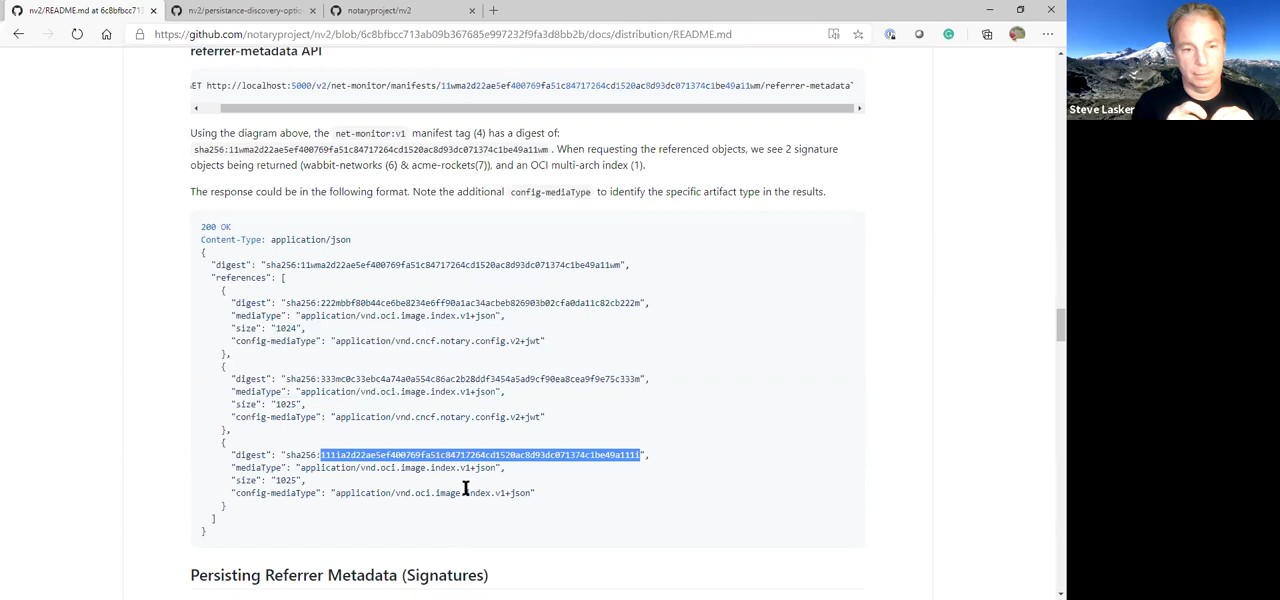 nv2/README.md at 6c8bfbcc713
nv2/persistance-discovery-optio
notaryproject/nv2
https://github.com/notaryproject/nv2/blob/6c8bfbcc713ab09b367685e997232f9fa3d8bb2b/docs/distribution/README.md
Steve Lasker
referrer-metadata API
GET http://localhost:5000/v2/net-monitor/manifests/11wma2d22ae5ef400769fa51c84717264cd1520ac8d93dc071374c1be49a11wm/referrer-metadata`
Using the diagram above, the net-monitor:v1 manifest tag (4) has a digest of:
sha256:11wma2d22ae5ef400769fa51c84717264cd1520ac8d93dc071374c1be49a11wm . When requesting the referenced objects, we see 2 signature
objects being returned (wabbit-networks (6) & acme-rockets(7)), and an OCI multi-arch index (1).
The response could be in the following format. Note the additional config-mediaType to identify the specific artifact type in the results.
200 OK
Content-Type: application/json
{
"digest": "sha256:11wma2d22ae5ef400769fa51c84717264cd1520ac8d93dc071374c1be49a11wm",
"references": [
{
"digest": "sha256:222mbbf80b44ce6be8234e6ff90a1ac34acbeb826903b02cfa0da11c82cb222m",
"mediaType": "application/vnd.oci.image.index.v1+json",
"size": "1024",
"config-mediaType": "application/vnd.cncf.notary.config.v2+jwt"
},
{
"digest": "sha256:333mc0c33ebc4a74a0a554c86ac2b28ddf3454a5ad9cf90ea8cea9f9e75c333m",
"mediaType": "application/vnd.oci.image.index.v1+json",
"size": "1025",
"config-mediaType": "application/vnd.cncf.notary.config.v2+jwt"
},
{
"digest": "sha256:111ia2d22ae5ef400769fa51c84717264cd1520ac8d93dc071374c1be49a111i",
"mediaType": "application/vnd.oci.image.index.v1+json",
"size": "1025",
"config-mediaType": "application/vnd.oci.image.index.v1+json"
}
]
}
Persisting Referrer Metadata (Signatures)